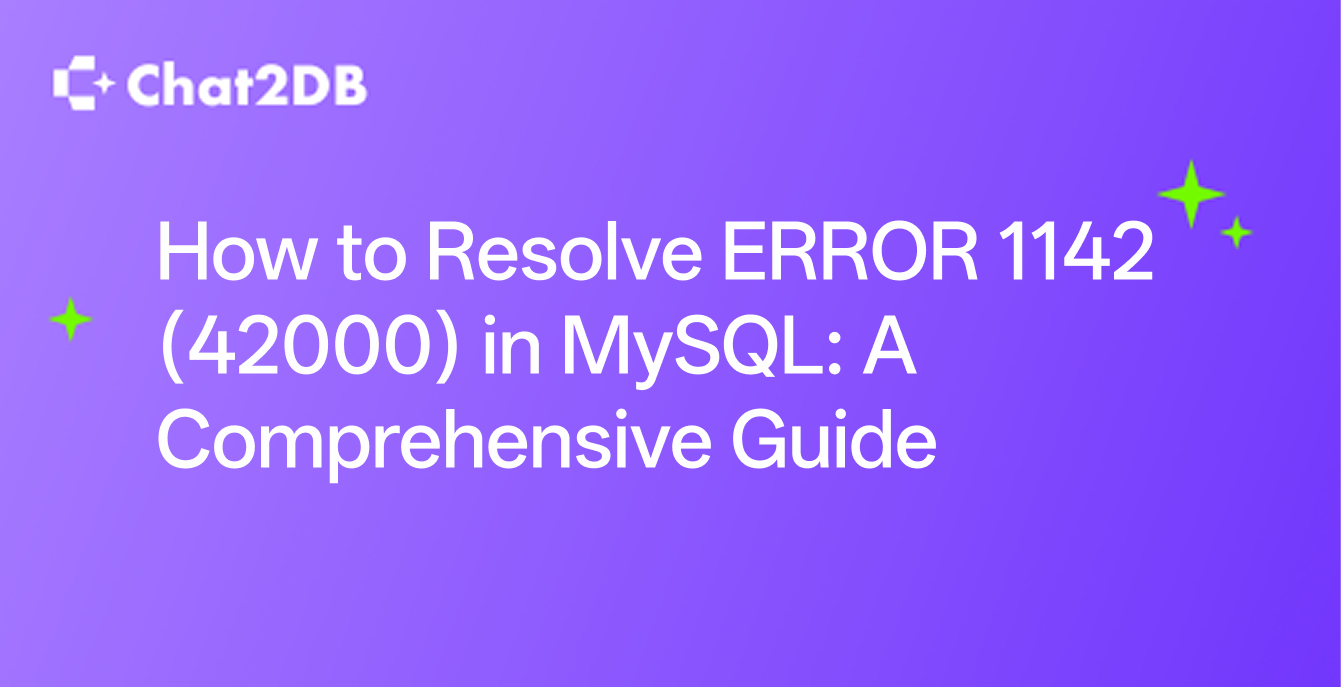 Chat2DB
How to Resolve ERROR 1142
(42000) in MySQL: A
Comprehensive Guide